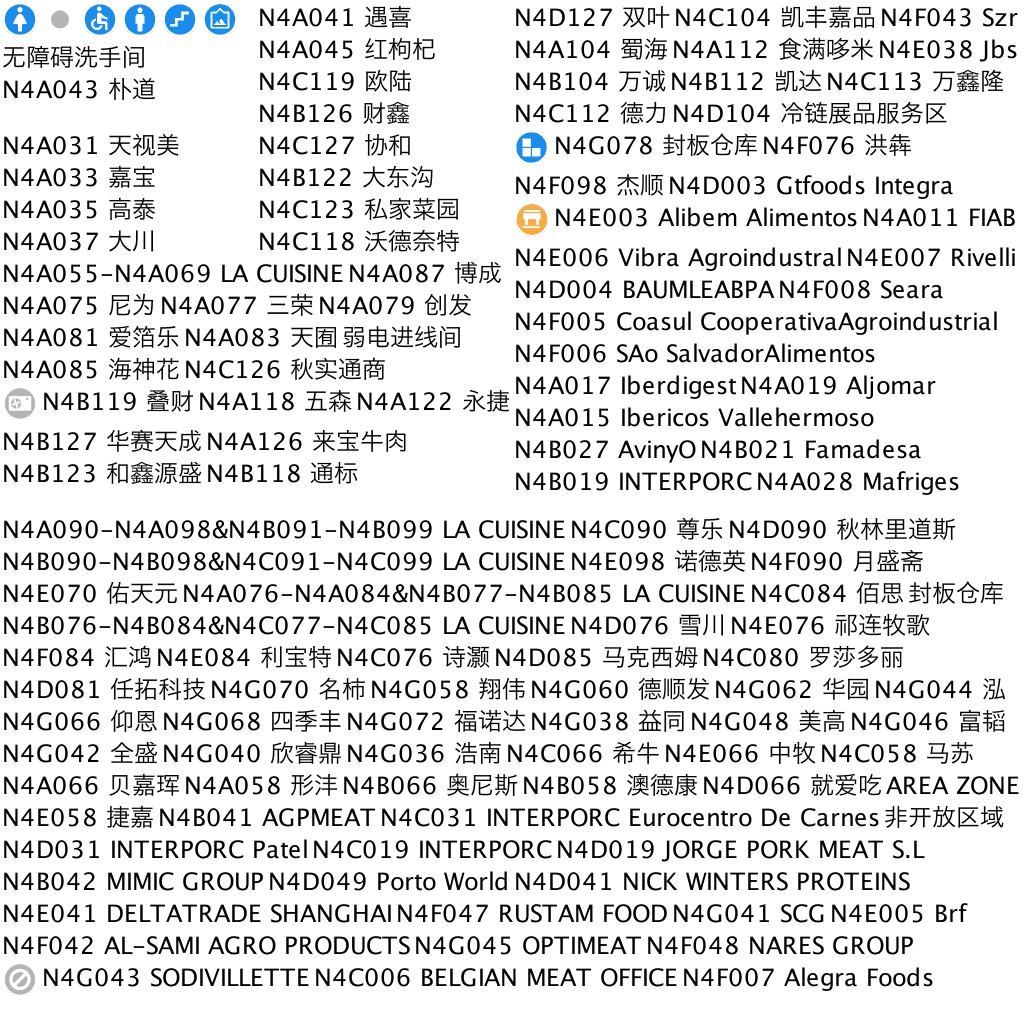 无障碍洗手间
N4A043 朴道
N4A031 天视美
N4A033 嘉宝
N4A035 高泰
N4A037 大川
N4A041 遇喜
N4A045 红枸杞
N4C119 欧陆
N4B126 财鑫
N4C127 协和
N4B122 大东沟
N4C123 私家菜园
N4C118 沃德奈特
N4A055-N4A069 LA CUISINE N4A087 博成
N4A075 尼为 N4A077 三荣 N4A079 创发
N4A081 爱箔乐 N4A083 天囿 弱电进线间
N4A085 海神花 N4C126 秋实通商
N4B119 叠财 N4A118 五森 N4A122 永捷
N4B127 华赛天成 N4A126 来宝牛肉
N4B123 和鑫源盛 N4B118 通标
N4D127 双叶 N4C104 凯丰嘉品 N4F043 Szr
N4A104 蜀海 N4A112 食满哆米 N4E038 Jbs
N4B104 万诚 N4B112 凯达 N4C113 万鑫隆
N4C112 德力 N4D104 冷链展品服务区
N4G078 封板仓库 N4F076 洪犇
N4F098 杰顺 N4D003 Gtfoods Integra
N4E003 Alibem Alimentos N4A011 FIAB
N4E006 Vibra Agroindustral N4E007 Rivelli
N4D004 BAUMLEABPA N4F008 Seara
N4F005 Coasul CooperativaAgroindustrial
N4F006 SAo SalvadorAlimentos
N4A017 Iberdigest N4A019 Aljomar
N4A015 Ibericos Vallehermoso
N4B027 AvinyO N4B021 Famadesa
N4B019 INTERPORC N4A028 Mafriges
N4A090-N4A098&N4B091-N4B099 LA CUISINE N4C090 尊乐 N4D090 秋林里道斯
N4B090-N4B098&N4C091-N4C099 LA CUISINE N4E098 诺德英 N4F090 月盛斋
N4E070 佑天元 N4A076-N4A084&N4B077-N4B085 LA CUISINE N4C084 佰思 封板仓库
N4B076-N4B084&N4C077-N4C085 LA CUISINE N4D076 雪川 N4E076 祁连牧歌
N4F084 汇鸿 N4E084 利宝特 N4C076 诗灏 N4D085 马克西姆 N4C080 罗莎多丽
N4D081 任拓科技 N4G070 名柿 N4G058 翔伟 N4G060 德顺发 N4G062 华园 N4G044 泓
N4G066 仰恩 N4G068 四季丰 N4G072 福诺达 N4G038 益同 N4G048 美高 N4G046 富韬
N4G042 全盛 N4G040 欣睿鼎 N4G036 浩南 N4C066 希牛 N4E066 中牧 N4C058 马苏
N4A066 贝嘉珲 N4A058 形沣 N4B066 奥尼斯 N4B058 澳德康 N4D066 就爱吃 AREA ZONE
N4E058 捷嘉 N4B041 AGPMEAT N4C031 INTERPORC Eurocentro De Carnes 非开放区域
N4D031 INTERPORC Patel N4C019 INTERPORC N4D019 JORGE PORK MEAT S.L
N4B042 MIMIC GROUP N4D049 Porto World N4D041 NICK WINTERS PROTEINS
N4E041 DELTATRADE SHANGHAI N4F047 RUSTAM FOOD N4G041 SCG N4E005 Brf
N4F042 AL-SAMI AGRO PRODUCTS N4G045 OPTIMEAT N4F048 NARES GROUP
N4G043 SODIVILLETTE N4C006 BELGIAN MEAT OFFICE N4F007 Alegra Foods